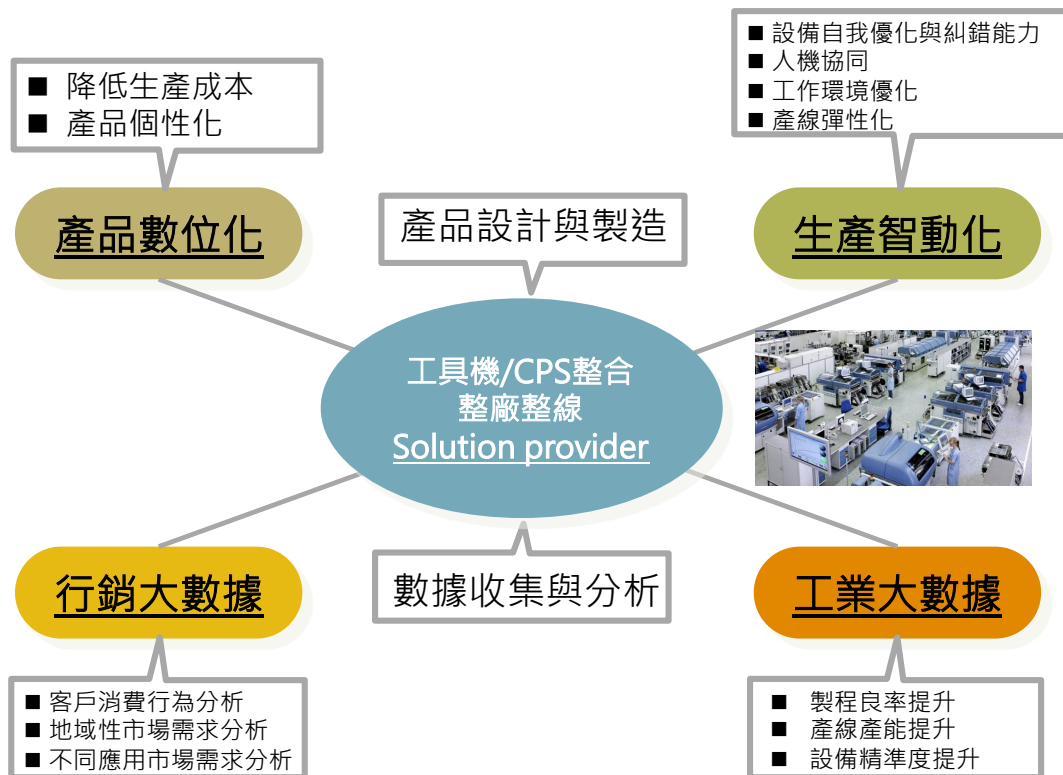 ■ 降低生產成本
■ 產品個性化
■ 設備自我優化與糾錯能力
■ 人機協同
■ 工作環境優化
■ 產線彈性化
產品數位化
產品設計與製造
生產智動化
工具機/CPS整合
整廠整線
Solution provider
行銷大數據
數據收集與分析
工業大數據
■ 客戶消費行為分析
■ 地域性市場需求分析
■ 不同應用市場需求分析
■ 製程良率提升
■ 產線產能提升
■ 設備精準度提升